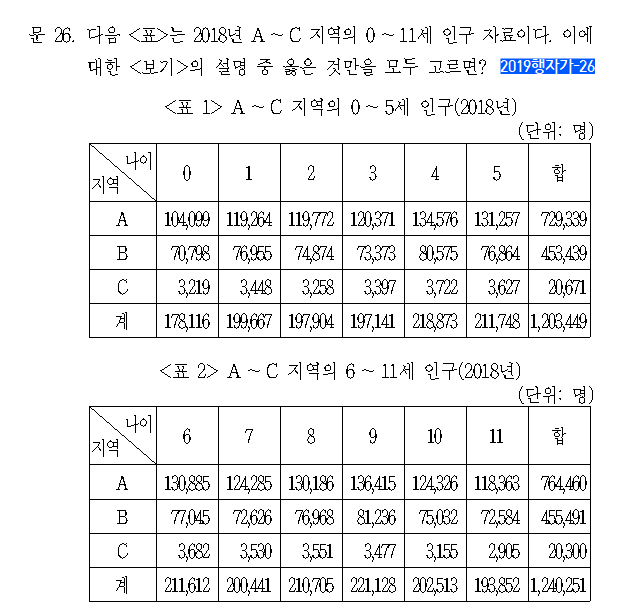 문 26. 다음 <표>는 2018년 A ~ C 지역의 0 ~ 11세 인구 자료이다. 이에
대한 <보기>의 설명 중 옳은 것만을 모두 고르면? 2019행자가-26
<표 1> A ~ C 지역의 0 ~ 5세 인구(2018년)
(단위: 명)
나이 지역 0 1 2 3 4 5 합
A 104,099 119,264 119,772 120,371 134,576 131,257 729,339
B 70,798 76,955 74,874 73,373 80,575 76,864 453,439
C 3,219 3,448 3,258 3,397 3,722 3,627 20,671
계 178,116 199,667 197,904 197,141 218,873 211,748 1,203,449
<표 2> A ~ C 지역의 6 ~ 11세 인구(2018년)
(단위: 명)
나이 지역 6 7 8 9 10 11 합
A 130,885 124,285 130,186 136,415 124,326 118,363 764,460
B 77,045 72,626 76,968 81,236 75,032 72,584 455,491
C 3,682 3,530 3,551 3,477 3,155 2,905 20,300
계 211,612 200,441 210,705 221,128 202,513 193,852 1,240,251